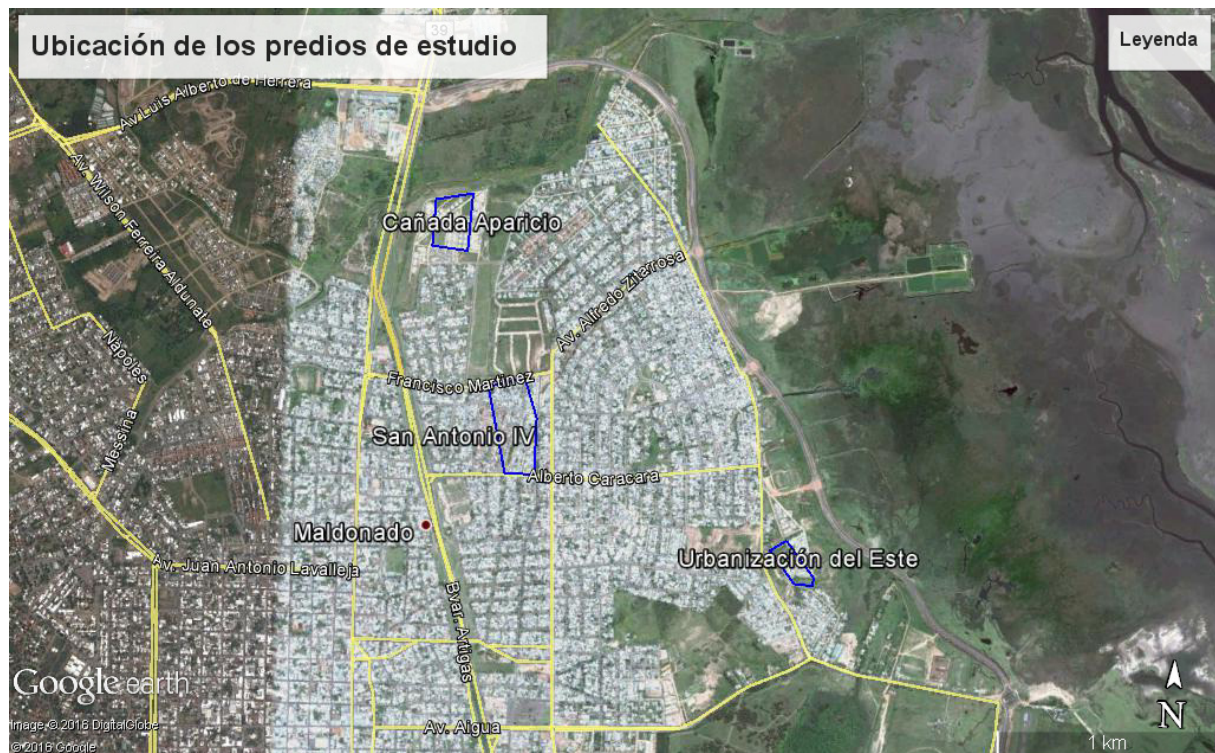 Ubicación de los predios de estudio
39
Leyenda
Av Luis Alberto de Herrera
Av. Wilson Ferreira Aldunate
Cañada Aparicio
Av. Alfredo Zitarrosa
Napoles
Francisco Martinez
Messina
San Antonio IV
Alberto Caracara
Maldonado
Urbanización del Este
Av. Juan Antonio Lavalleja
Bvar. Artigas
Google earth
N
Image © 2016 DigitalGlobe
Av. Aigua
1 km
© 2016 Google